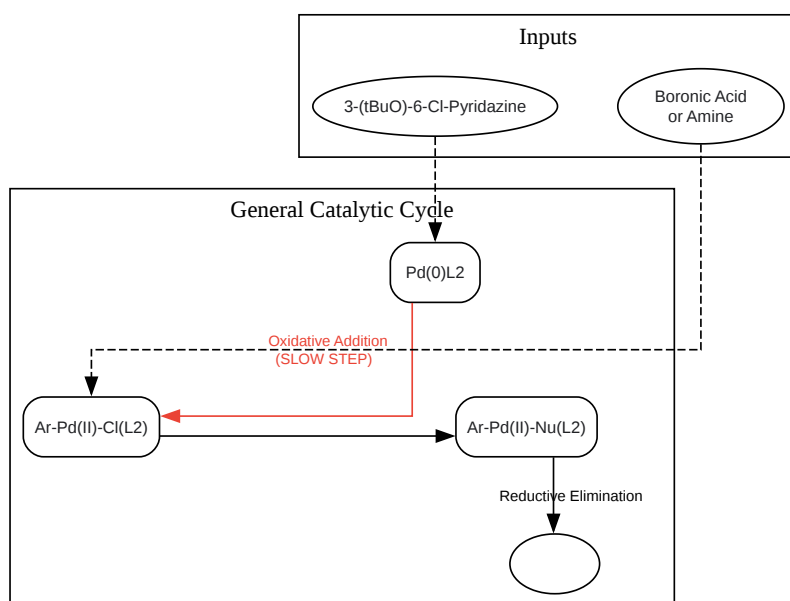 Inputs
3-(tBuO)-6-Cl-Pyridazine
Boronic Acid
or Amine
General Catalytic Cycle
Pd(0)L2
Oxidative Addition
(SLOW STEP)
Ar-Pd(II)-Cl(L2)
Ar-Pd(II)-Nu(L2)
Reductive Elimination